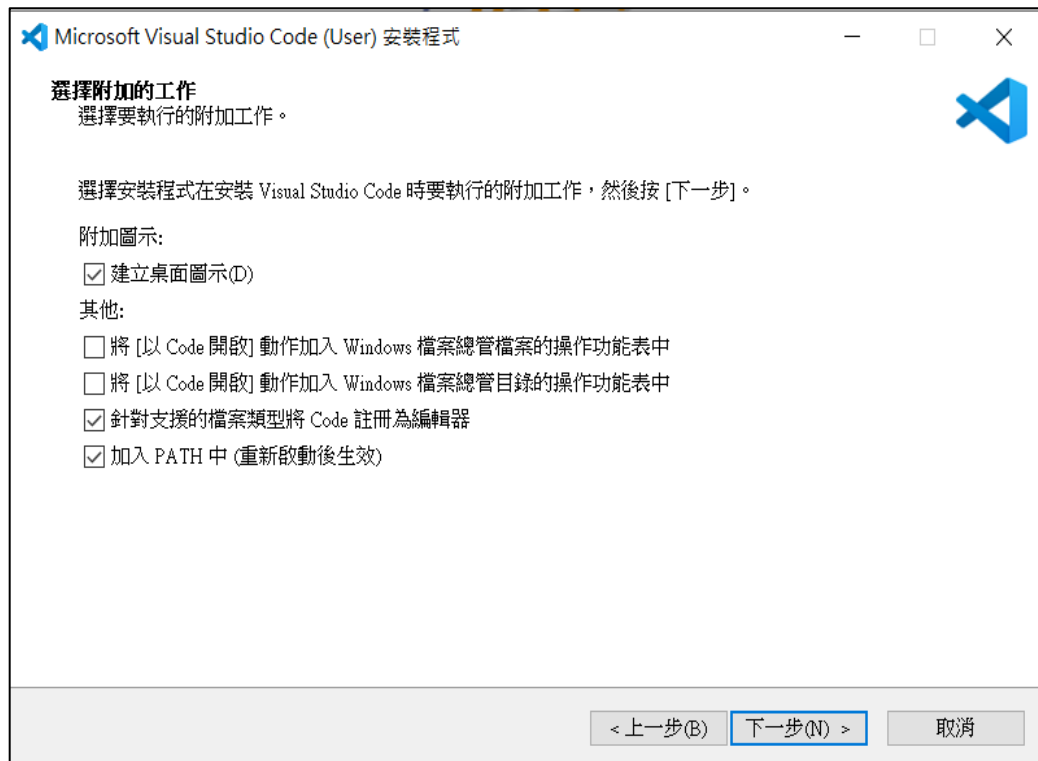 Microsoft Visual Studio Code (User) 安裝程式
選擇附加的工作
選擇要執行的附加工作。
選擇安裝程式在安裝 Visual Studio Code 時要執行的附加工作，然後按 [下一步]。
附加圖示:
建立桌面圖示(D)
其他:
將 [以 Code 開啟] 動作加入 Windows 檔案總管檔案的操作功能表中
將 [以 Code 開啟] 動作加入 Windows 檔案總管目錄的操作功能表中
針對支援的檔案類型將 Code 註冊為編輯器
加入 PATH 中 (重新啟動後生效)
< 上一步(B) 下一步(N) > 取消